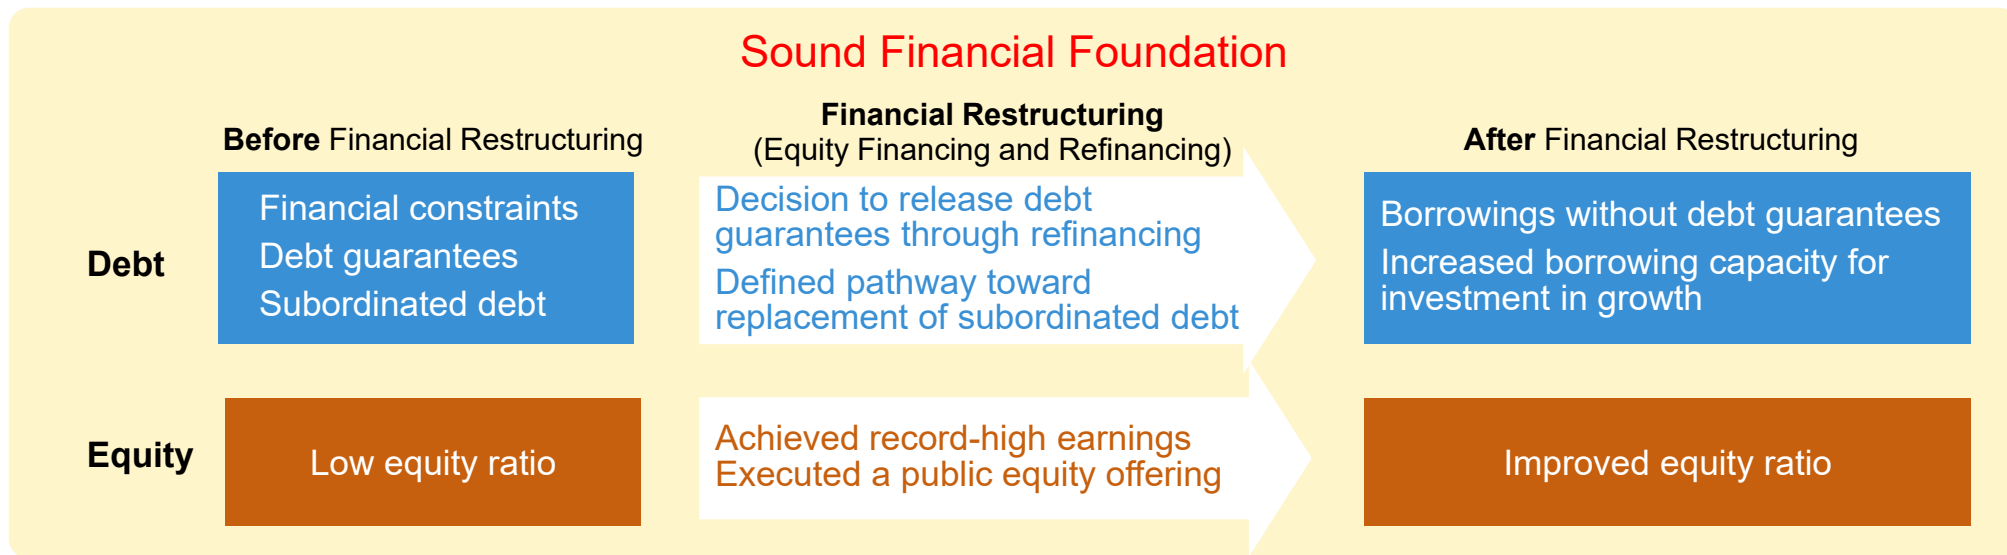 Sound Financial Foundation
Before Financial Restructuring
Financial Restructuring
(Equity Financing and Refinancing)
After Financial Restructuring
Debt
Financial constraints
Debt guarantees
Subordinated debt
Decision to release debt
guarantees through refinancing
Defined pathway toward
replacement of subordinated debt
Borrowings without debt guarantees
Increased borrowing capacity for
investment in growth
Equity
Low equity ratio
Achieved record-high earnings
Executed a public equity offering
Improved equity ratio